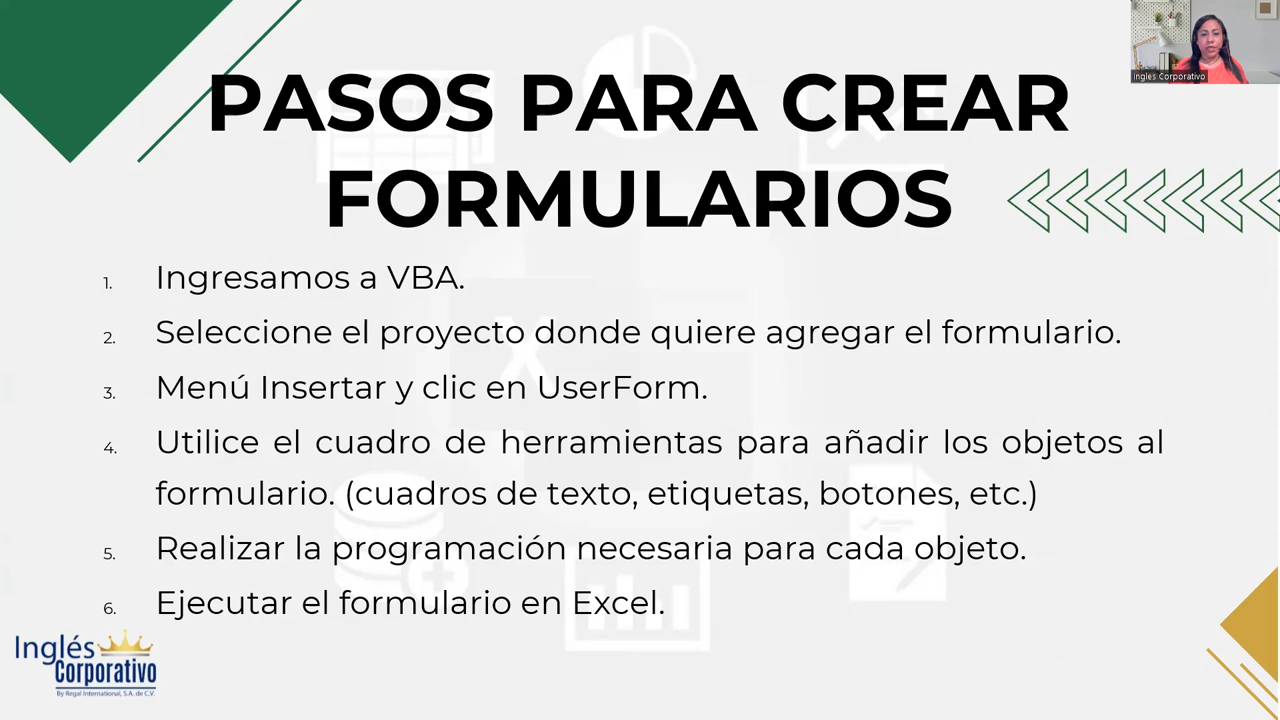 Inglés Corporativo
PASOS PARA CREAR
FORMULARIOS
1. Ingresamos a VBA.
2. Seleccione el proyecto donde quiere agregar el formulario.
3. Menú Insertar y clic en UserForm.
4. Utilice el cuadro de herramientas para añadir los objetos al
formulario. (cuadros de texto, etiquetas, botones, etc.)
5. Realizar la programación necesaria para cada objeto.
6. Ejecutar el formulario en Excel.
Inglés
Corporativo
By Regal International, S.A. de C.V.